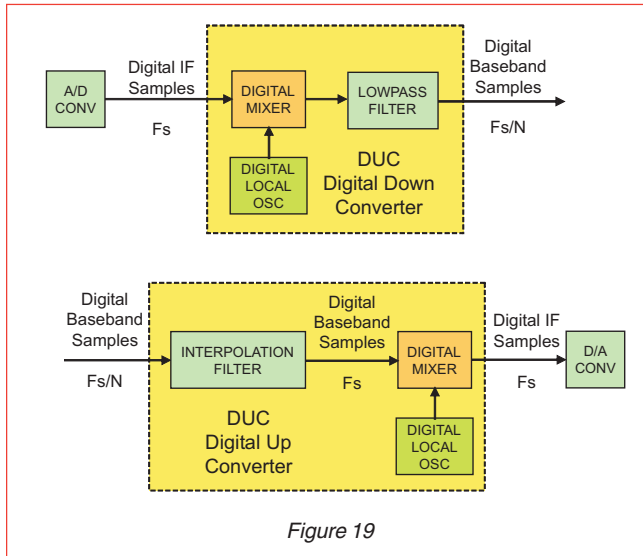 A/D
CONV
Digital IF
Samples
Fs
DIGITAL
MIXER
LOWPASS
FILTER
Digital
Baseband
Samples
Fs/N
DIGITAL
LOCAL
OSC
DUC
Digital Down
Converter
Digital
Baseband
Samples
Fs/N
INTERPOLATION
FILTER
Digital
Baseband
Samples
Fs
DIGITAL
MIXER
Digital IF
Samples
Fs
D/A
CONV
DUC
Digital Up
Converter
DIGITAL
LOCAL
OSC
Figure 19